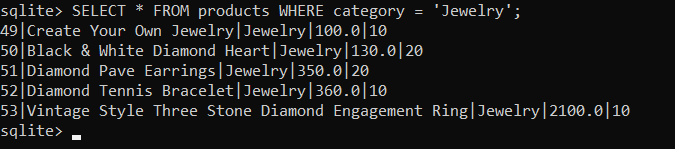 sqlite> SELECT * FROM products WHERE category = 'Jewelry';
49|Create Your Own Jewelry|Jewelry|100.0|10
50|Black & White Diamond Heart|Jewelry|130.0|20
51|Diamond Pave Earrings|Jewelry|350.0|20
52|Diamond Tennis Bracelet|Jewelry|360.0|10
53|Vintage Style Three Stone Diamond Engagement Ring|Jewelry|2100.0|10
sqlite>